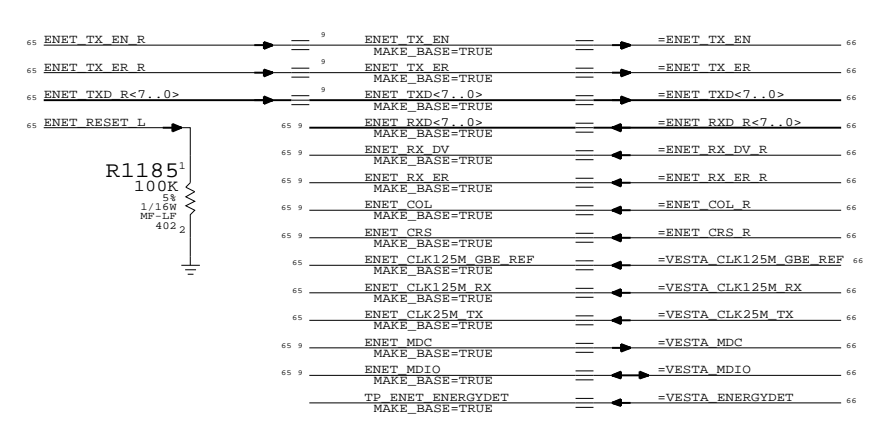 65 ENET_TX_EN_R 9 ENET_TX_EN =ENET_TX_EN 66
MAKE_BASE=TRUE
65 ENET_TX_ER_R 9 ENET_TX_ER =ENET_TX_ER 66
MAKE_BASE=TRUE
65 ENET_TXD_R<7..0> 9 ENET_TXD<7..0> =ENET_TXD<7..0> 66
MAKE_BASE=TRUE
65 ENET_RESET_L 65 9 ENET_RXD<7..0> =ENET_RXD_R<7..0> 66
MAKE_BASE=TRUE
65 9 ENET_RX_DV =ENET_RX_DV_R 66
MAKE_BASE=TRUE
R1185 1
100K
5%
1/16W
MF-LF
402 2
65 9 ENET_RX_ER =ENET_RX_ER_R 66
MAKE_BASE=TRUE
65 9 ENET_COL =ENET_COL_R 66
MAKE_BASE=TRUE
65 9 ENET_CRS =ENET_CRS_R 66
MAKE_BASE=TRUE
65 ENET_CLK125M_GBE_REF =VESTA_CLK125M_GBE_REF 66
MAKE_BASE=TRUE
65 ENET_CLK125M_RX =VESTA_CLK125M_RX 66
MAKE_BASE=TRUE
65 ENET_CLK25M_TX =VESTA_CLK25M_TX 66
MAKE_BASE=TRUE
65 9 ENET_MDC =VESTA_MDC 66
MAKE_BASE=TRUE
65 9 ENET_MDIO =VESTA_MDIO 66
MAKE_BASE=TRUE
TP_ENET_ENERGYDET =VESTA_ENERGYDET 66
MAKE_BASE=TRUE